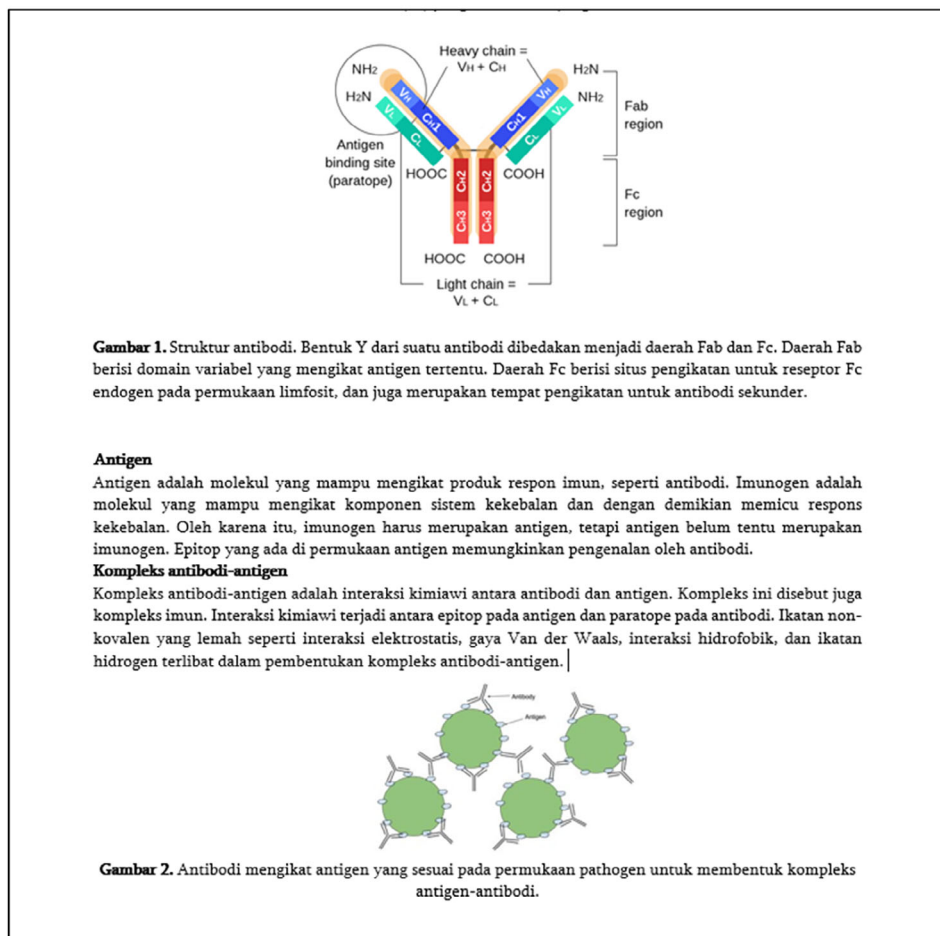 Heavy chain =
VH + CH
NH2
H2N
H2N
NH2
VH
CH1
VL
CL
VH
CH1
VL
CL
Fab
region
Antigen
binding site
(paratope)
HOOC
COOH
CH2
CH2
CH3
CH3
Fc
region
HOOC
COOH
Light chain =
VL + CL
Gambar 1. Struktur antibodi. Bentuk Y dari suatu antibodi dibedakan menjadi daerah Fab dan Fc. Daerah Fab
berisi domain variabel yang mengikat antigen tertentu. Daerah Fc berisi situs pengikatan untuk reseptor Fc
endogen pada permukaan limfosit, dan juga merupakan tempat pengikatan untuk antibodi sekunder.
Antigen
Antigen adalah molekul yang mampu mengikat produk respon imun, seperti antibodi. Imunogen adalah
molekul yang mampu mengikat komponen sistem kekebalan dan dengan demikian memicu respons
kekebalan. Oleh karena itu, imunogen harus merupakan antigen, tetapi antigen belum tentu merupakan
imunogen. Epitop yang ada di permukaan antigen memungkinkan pengenalan oleh antibodi.
Kompleks antibodi-antigen
Kompleks antibodi-antigen adalah interaksi kimiawi antara antibodi dan antigen. Kompleks ini disebut juga
kompleks imun. Interaksi kimiawi terjadi antara epitop pada antigen dan paratope pada antibodi. Ikatan non-
kovalen yang lemah seperti interaksi elektrostatis, gaya Van der Waals, interaksi hidrofobik, dan ikatan
hidrogen terlibat dalam pembentukan kompleks antibodi-antigen.
Antibody
Antigen
Gambar 2. Antibodi mengikat antigen yang sesuai pada permukaan pathogen untuk membentuk kompleks
antigen-antibodi.